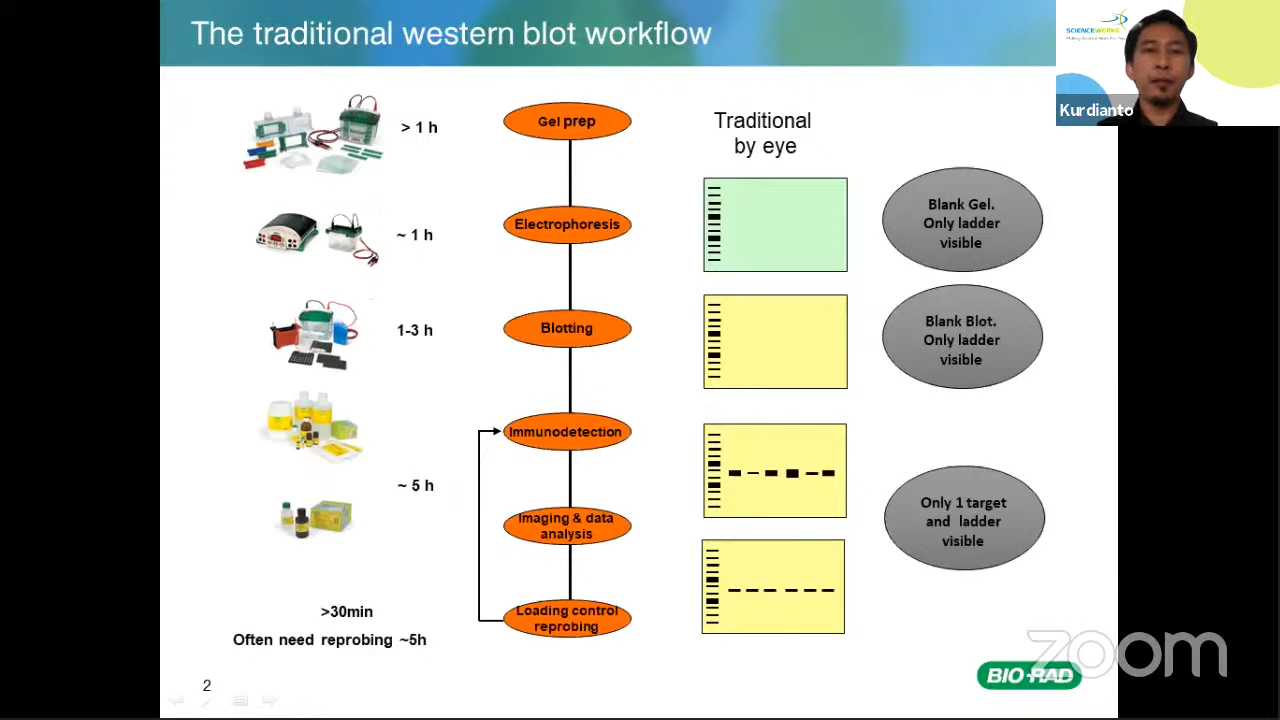 The traditional western blot workflow
SCIENCEWERKE
Kurdianto
> 1 h
Gel prep
Traditional
by eye
Blank Gel.
Only ladder
visible
~ 1 h
Electrophoresis
1-3 h
Blotting
Blank Blot.
Only ladder
visible
Immunodetection
~ 5 h
Imaging & data
analysis
Only 1 target
and ladder
visible
>30min
Often need reprobing ~5h
Loading control
reprobing
2
BIO-RAD
zoom